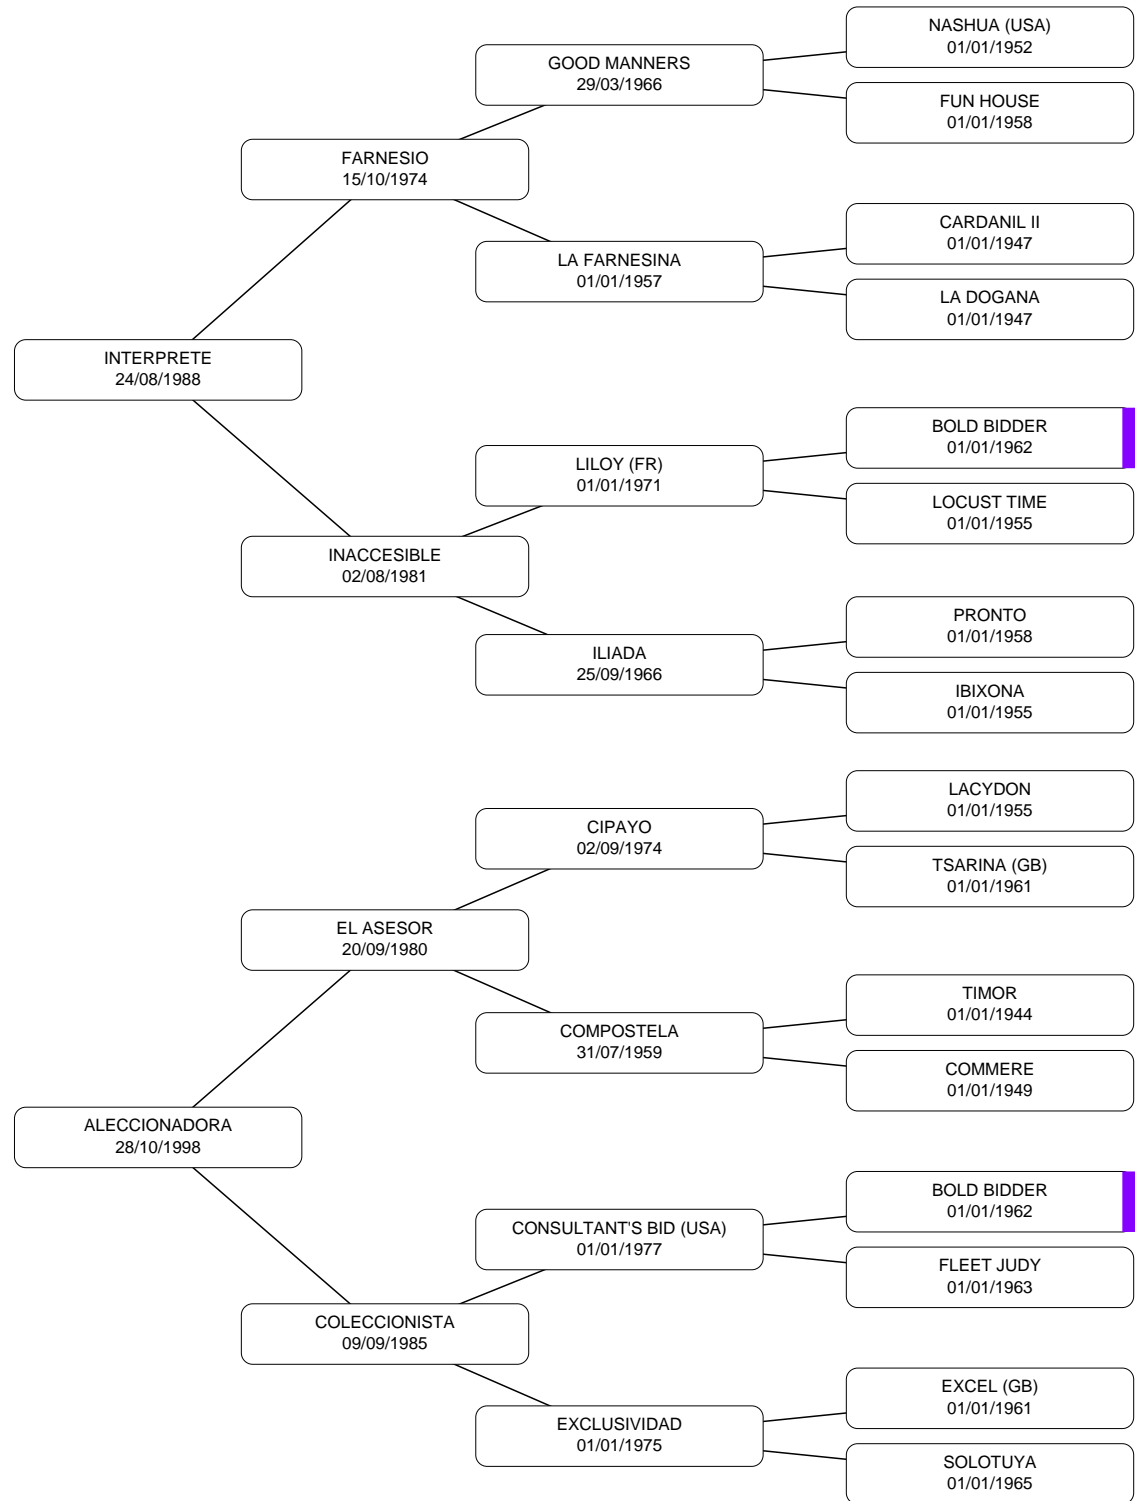 NASHUA (USA)
01/01/1952
GOOD MANNERS
29/03/1966
FUN HOUSE
01/01/1958
FARNESIO
15/10/1974
CARDANIL II
01/01/1947
LA FARNESINA
01/01/1957
LA DOGANA
01/01/1947
INTERPRETE
24/08/1988
BOLD BIDDER
01/01/1962
LILOY (FR)
01/01/1971
LOCUST TIME
01/01/1955
INACCESIBLE
02/08/1981
PRONTO
01/01/1958
ILIADA
25/09/1966
IBIXONA
01/01/1955
LACYDON
01/01/1955
CIPAYO
02/09/1974
TSARINA (GB)
01/01/1961
EL ASESOR
20/09/1980
TIMOR
01/01/1944
COMPOSTELA
31/07/1959
COMMERE
01/01/1949
ALECCIONADORA
28/10/1998
BOLD BIDDER
01/01/1962
CONSULTANT'S BID (USA)
01/01/1977
FLEET JUDY
01/01/1963
COLECCIONISTA
09/09/1985
EXCEL (GB)
01/01/1961
EXCLUSIVIDAD
01/01/1975
SOLOTUYA
01/01/1965